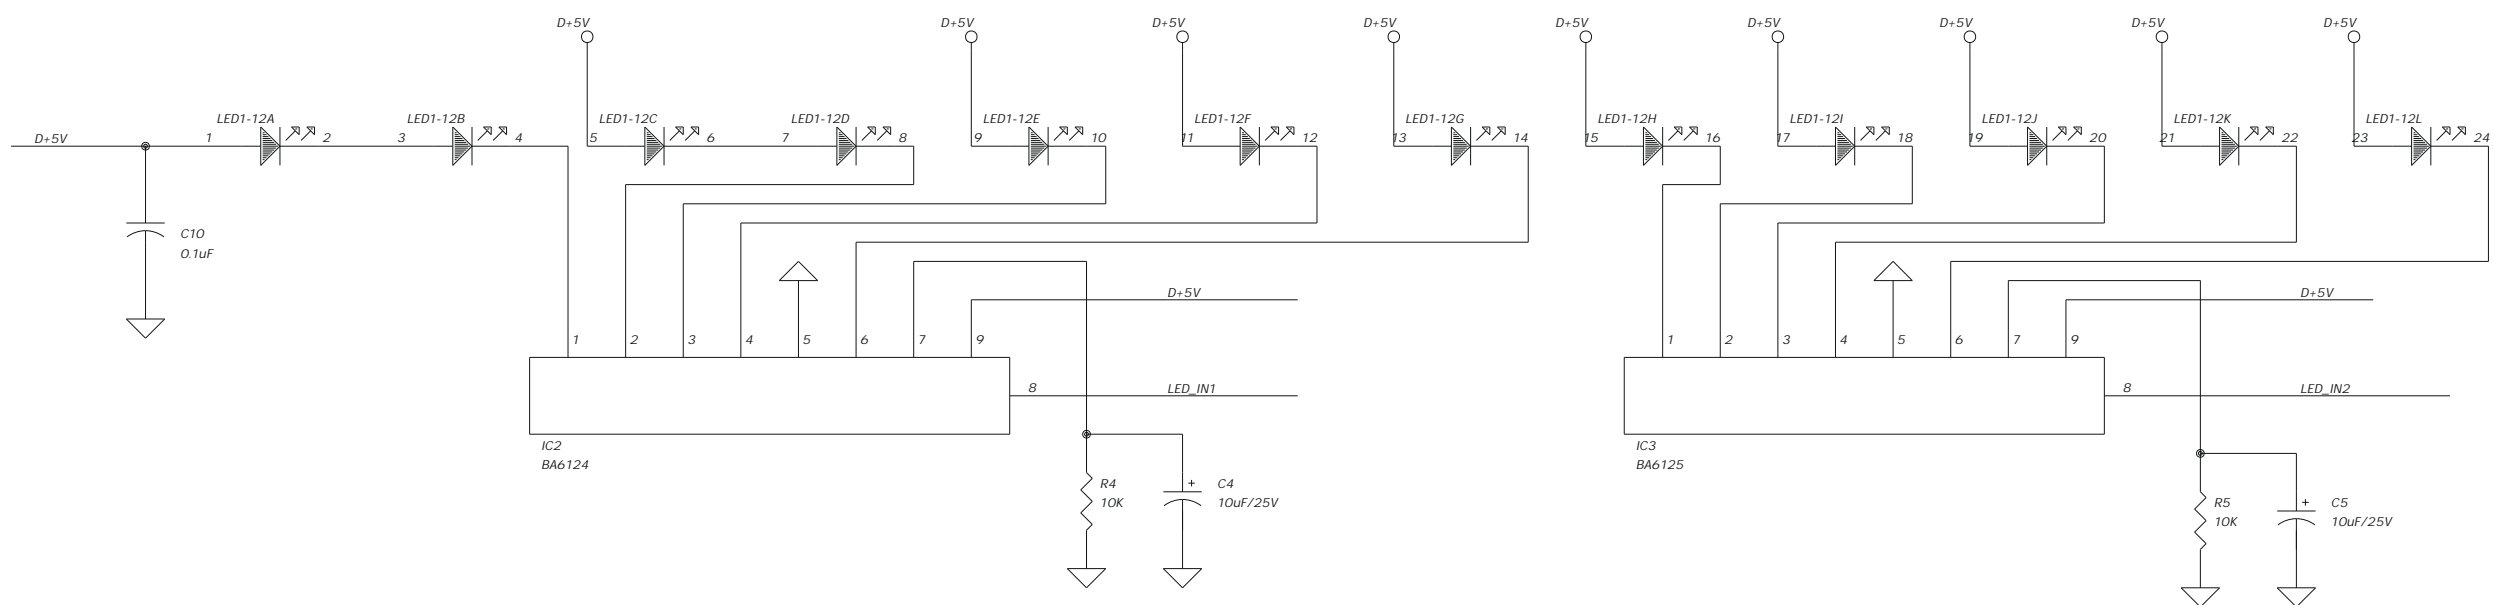 D+5V D+5V D+5V D+5V D+5V D+5V D+5V D+5V D+5V
LED1-12A LED1-12B LED1-12C LED1-12D LED1-12E LED1-12F LED1-12G LED1-12H LED1-12I LED1-12J LED1-12K LED1-12L
D+5V 1 2 3 4 5 6 7 8 9 10 11 12 13 14 15 16 17 18 19 20 21 22 23 24
C10
0.1uF
D+5V D+5V
1 2 3 4 5 6 7 9 1 2 3 4 5 6 7 9
8 LED_IN1 8 LED_IN2
IC2 IC3
BA6124 BA6125
R4 + C4
10K 10uF/25V
R5 + C5
10K 10uF/25V